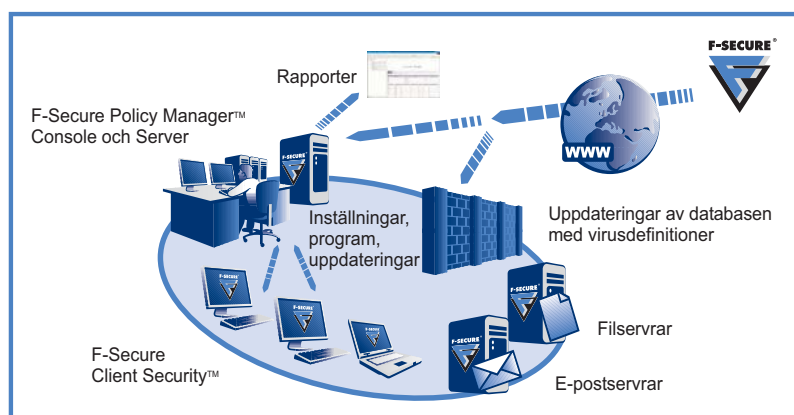 F-SECURE®
Rapporter
F-Secure Policy Manager™
Console och Server
F-SECURE
WWW
Inställningar,
program,
uppdateringar
Uppdateringar av databasen
med virusdefinitioner
F-SECURE
F-SECURE
F-SECURE
Filservrar
F-SECURE
F-Secure
Client Security™
E-postservrar